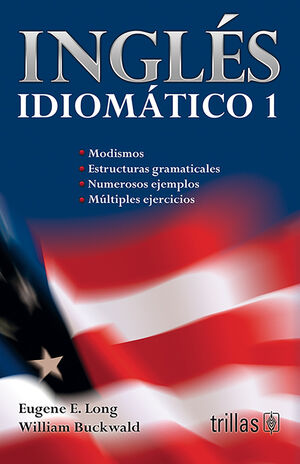 INGLÉS
IDIOMÁTICO 1
• Modismos
• Estructuras gramaticales
• Numerosos ejemplos
• Múltiples ejercicios
Eugene E. Long
William Buckwald
trillas